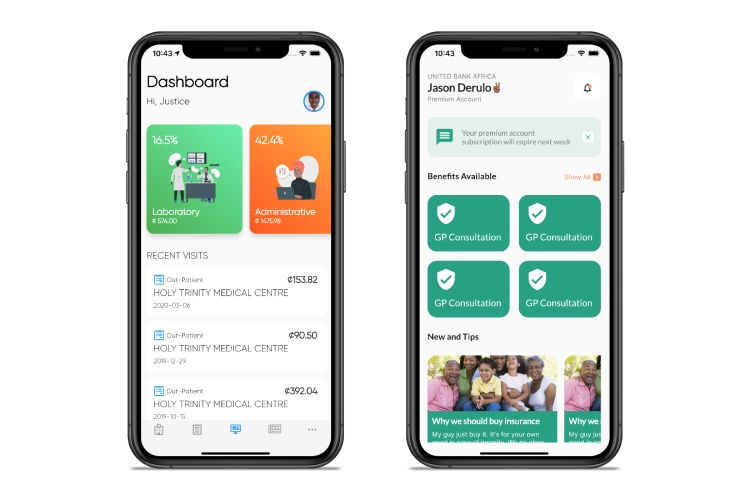 10:43
Dashboard
Hi, Justice
16.5%
Laboratory
₵ 574.00
42.4%
Administrative
₵ 1475.98
RECENT VISITS
Out-Patient
₵153.82
HOLY TRINITY MEDICAL CENTRE
2020-03-06
Out-Patient
₵90.50
HOLY TRINITY MEDICAL CENTRE
2019-12-29
Out-Patient
₵392.04
HOLY TRINITY MEDICAL CENTRE
2019-10-15
10:43
UNITED BANK AFRICA
Jason Derulo✌🏾
Premium Account
Your premium account
subscription will expire next week
Benefits Available
Show All
GP Consultation
GP Consultation
GP Consultation
GP Consultation
New and Tips
Why we should buy insurance
My guy just buy it. It's for your own
Why we
My guy jus